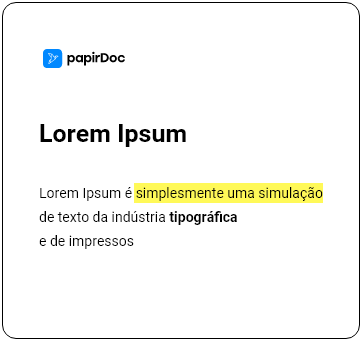 papirDoc
Lorem Ipsum
Lorem Ipsum é simplesmente uma simulação
de texto da indústria tipográfica
e de impressos